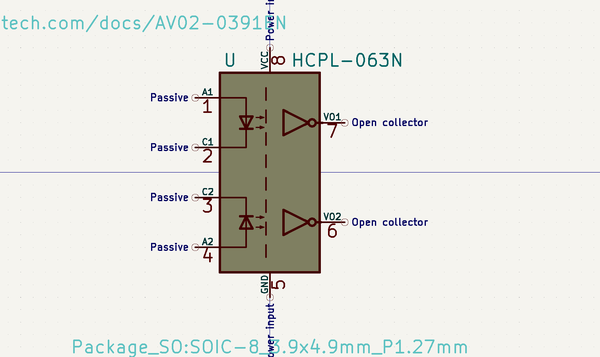 tech.com/docs/AV02-0391EN
Power in
VCC
8
U
HCPL-063N
Passive
A1
1
VO1
7
Open collector
Passive
C1
2
Passive
C2
3
VO2
6
Open collector
Passive
A2
4
GND
5
Power input
Package_SO:SOIC-8_3.9x4.9mm_P1.27mm